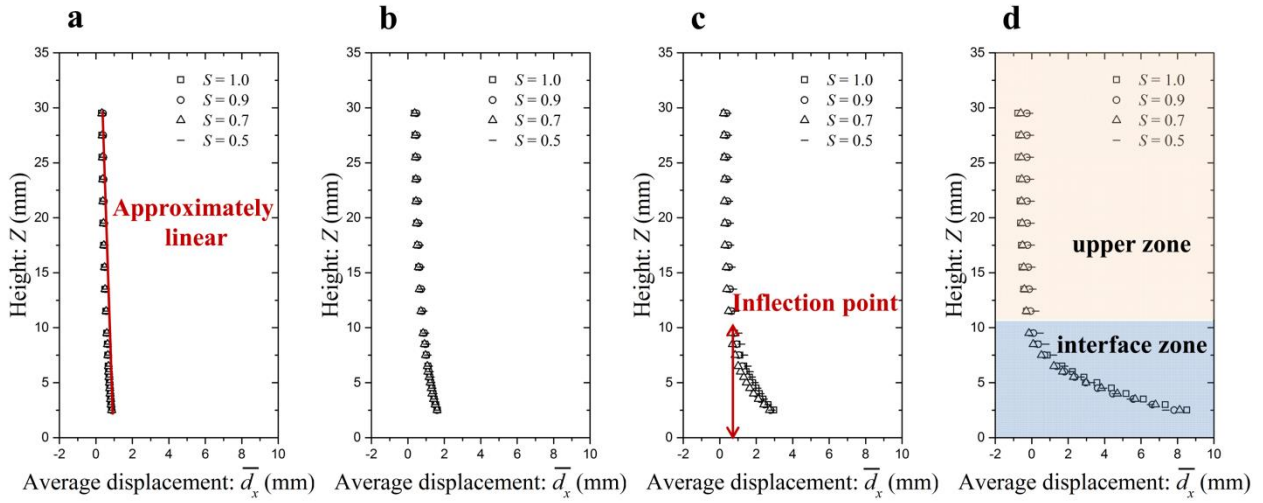 a
35
30
25
20
15
10
5
0
Height: Z (mm)
S = 1.0
S = 0.9
S = 0.7
S = 0.5
Approximately
linear
-2 0 2 4 6 8 10
Average displacement: d̅x̅ (mm)
b
35
30
25
20
15
10
5
0
Height: Z (mm)
S = 1.0
S = 0.9
S = 0.7
S = 0.5
-2 0 2 4 6 8 10
Average displacement: d̅x̅ (mm)
c
35
30
25
20
15
10
5
0
Height: Z (mm)
S = 1.0
S = 0.9
S = 0.7
S = 0.5
Inflection point
-2 0 2 4 6 8 10
Average displacement: d̅x̅ (mm)
d
35
30
25
20
15
10
5
0
Height: Z (mm)
S = 1.0
S = 0.9
S = 0.7
S = 0.5
upper zone
interface zone
-2 0 2 4 6 8 10
Average displacement: d̅x̅ (mm)